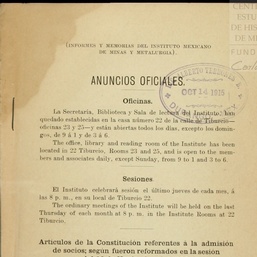 (INFORMES Y MEMORIAS DEL INSTITUTO MEXICANO
DE MINAS Y METALURGIA).
ANUNCIOS OFICIALES.
Oficinas.
La Secretaría, Biblioteca y Sala de lectura del Instituto, han
quedado establecidas en la casa número 22 de la calle de Tiburcio—
oficinas 23 y 25—y están abiertas todos los días, excepto los domin-
gos, de 9 á 1 y de 3 á 6.
The office, library and reading room of the Institute has been
located in 22 Tiburcio. Rooms 23 and 25, and is open to the mem-
bers and associates daily, except Sunday, from 9 to 1 and 3 to 6.
Sesiones
El Instituto celebrará sesión el último jueves de cada mes, á
las 8 p. m., en su local de Tiburcio 22.
The ordinary meetings of the Institute will be held on the last
Thursday of each month at 8 p. m. in the Institute Rooms at 22
Tiburcio.
Artículos de la Constitución referentes á la admisión
de socios; según fueron reformados en la sesión
OCT 14
CEN
ESTU
DE HIS
DE M
FUND
Carlo